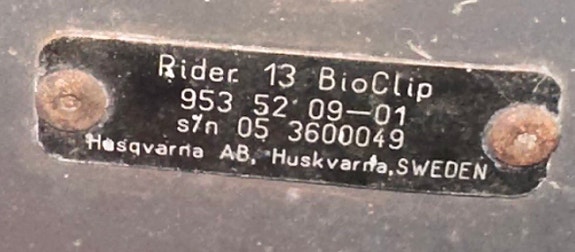 Rider 13 BioClip
953 52 09-01
s/n 05 3600049
Husqvarna AB, Huskvarna, SWEDEN